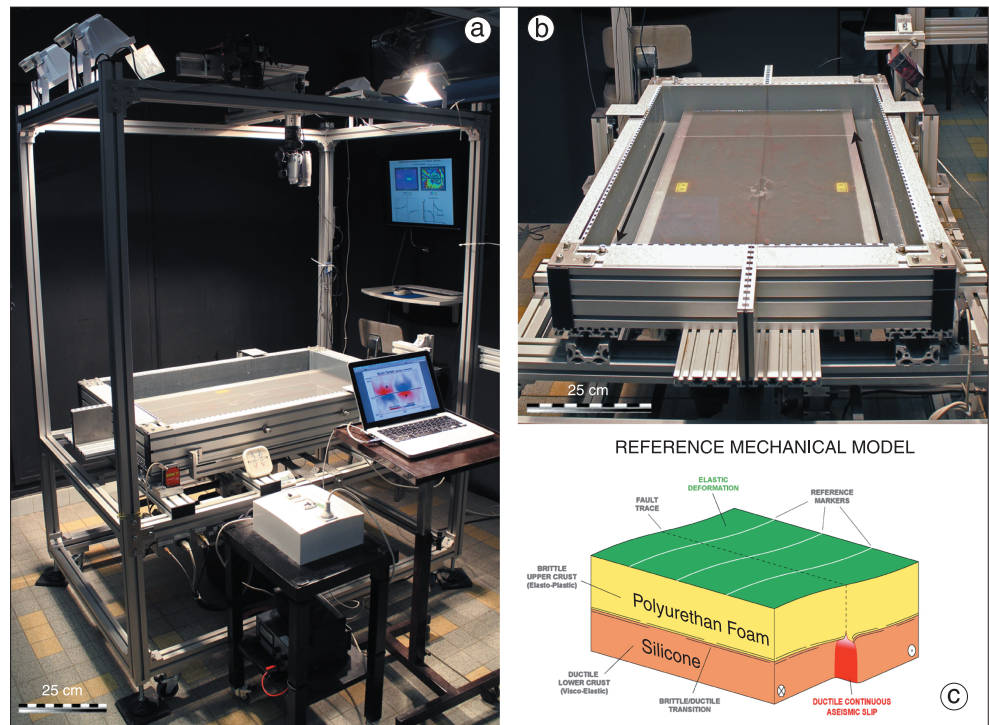 a
b
25 cm
25 cm
REFERENCE MECHANICAL MODEL
ELASTIC
DEFORMATION
FAULT
TRACE
REFERENCE
MARKERS
BRITTLE
UPPER CRUST
(Elasto-Plastic)
Polyurethan Foam
Silicone
DUCTILE
LOWER CRUST
(Visco-Elastic)
BRITTLE/DUCTILE
TRANSITION
DUCTILE CONTINUOUS
ASEISMIC SLIP
c